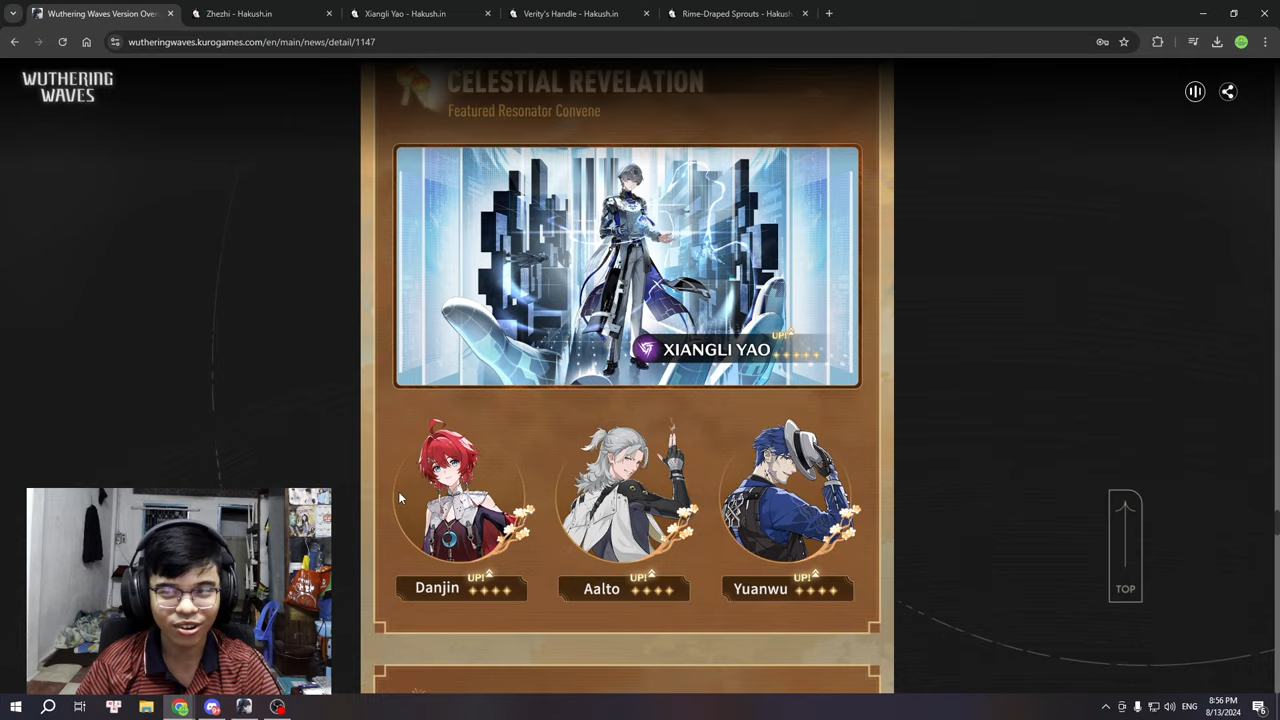 Wuthering Waves Version Over
Zhezhi - Hakush.in
Xiangli Yao - Hakush.in
Verity's Handle - Hakush.in
Rime-Draped Sprouts - Hakush
wutheringwaves.kurogames.com/en/main/news/detail/1147
WUTHERING
WAVES
CELESTIAL REVELATION
Featured Resonator Convene
UP!
XIANGLI YAO
UP!
UP!
UP!
Danjin
Aalto
Yuanwu
TOP
ENG
8:56 PM
8/13/2024
6